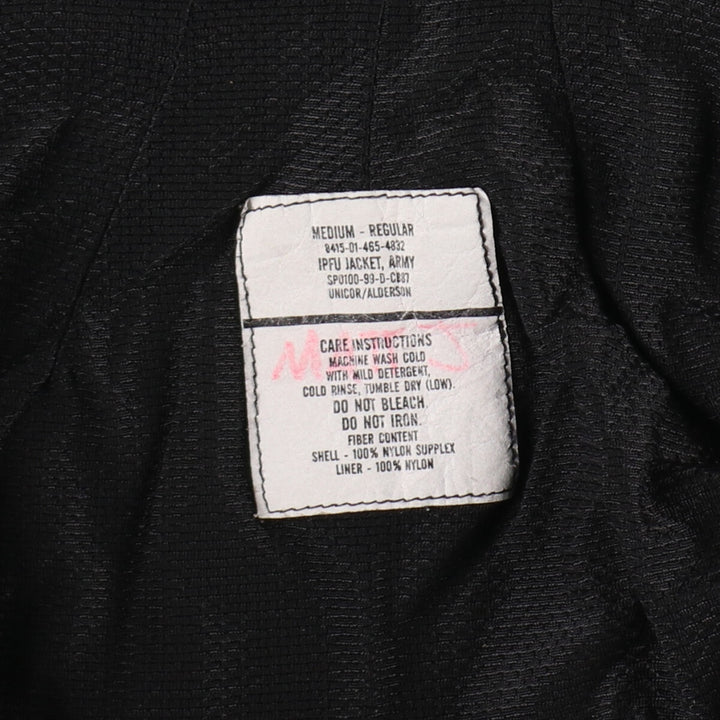 MEDIUM - REGULAR
8415-01-465-4832
IPFU JACKET, ARMY
SPO100-99-D-CB87
UNICOR/ALDERSON
CARE INSTRUCTIONS
MACHINE WASH COLD
WITH MILD DETERGENT,
COLD RINSE, TUMBLE DRY (LOW).
DO NOT BLEACH.
DO NOT IRON.
FIBER CONTENT
SHELL - 100% NYLON SUPPLEX
LINER - 100% NYLON